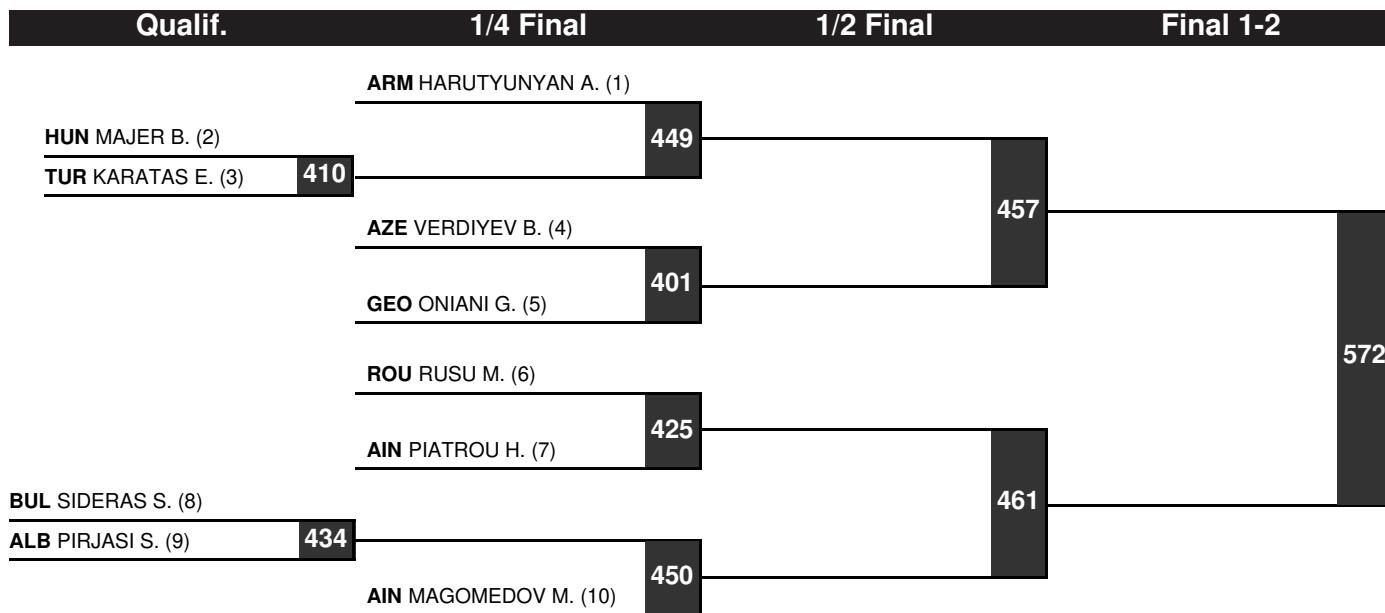 Qualif. 1/4 Final 1/2 Final Final 1-2
ARM HARUTYUNYAN A. (1)
449
HUN MAJER B. (2)
TUR KARATAS E. (3) 410
457
AZE VERDIYEV B. (4)
401
GEO ONIANI G. (5)
572
ROU RUSU M. (6)
425
AIN PIATROU H. (7)
461
BUL SIDERAS S. (8)
ALB PIRJASI S. (9) 434
450
AIN MAGOMEDOV M. (10)